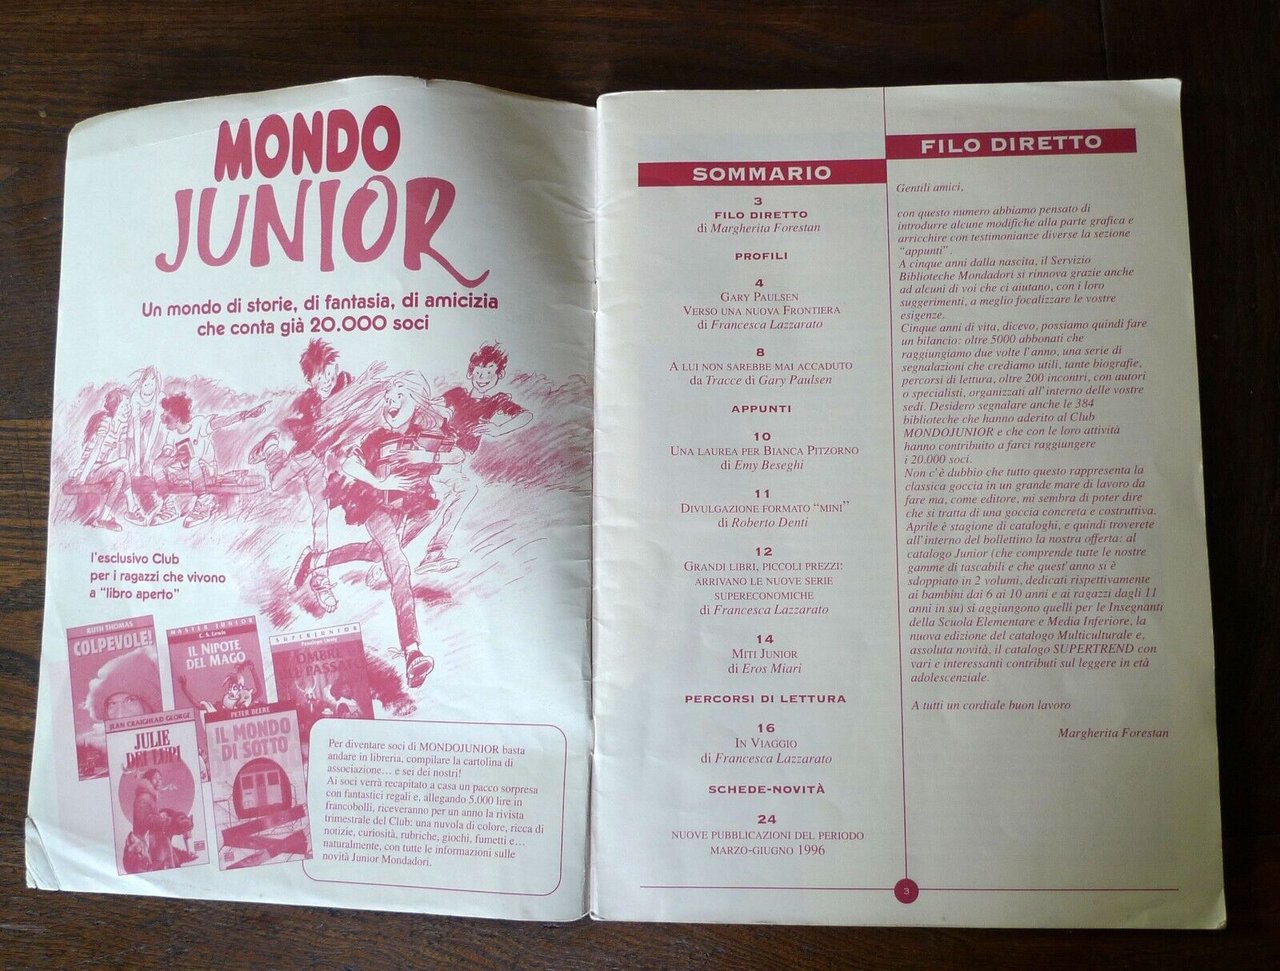 MONDO
JUNIOR
Un mondo di storie, di fantasia, di amicizia
che conta già 20.000 soci
l'esclusivo Club
per i ragazzi che vivono
a "libro aperto"
RUTH THOMAS
COLPEVOLE!
MASTER JUNIOR
C. S. Lewis
IL NIPOTE
DEL MAGO
SUPERJUNIOR
Penelope Lively
OMBRE
PASSATO
JEAN CRAIGHEAD GEORGE
JULIE
DEI LUPI
PETER BEERE
IL MONDO
DI SOTTO
Per diventare soci di MONDOJUNIOR basta
andare in libreria, compilare la cartolina di
associazione… e sei dei nostri!
Ai soci verrà recapitato a casa un pacco sorpresa
con fantastici regali e, allegando 5.000 lire in
francobolli, riceveranno per un anno la rivista
trimestrale del Club: una nuvola di colore, ricca di
notizie, curiosità, rubriche, giochi, fumetti e…
naturalmente, con tutte le informazioni sulle
novità Junior Mondadori.
SOMMARIO
3
FILO DIRETTO
di Margherita Forestan
PROFILI
4
GARY PAULSEN
VERSO UNA NUOVA FRONTIERA
di Francesca Lazzarato
8
A LUI NON SAREBBE MAI ACCADUTO
da Tracce di Gary Paulsen
APPUNTI
10
UNA LAUREA PER BIANCA PITZORNO
di Emy Beseghi
11
DIVULGAZIONE FORMATO "MINI"
di Roberto Denti
12
GRANDI LIBRI, PICCOLI PREZZI:
ARRIVANO LE NUOVE SERIE
SUPERECONOMICHE
di Francesca Lazzarato
14
MITI JUNIOR
di Eros Miari
PERCORSI DI LETTURA
16
IN VIAGGIO
di Francesca Lazzarato
SCHEDE-NOVITÀ
24
NUOVE PUBBLICAZIONI DEL PERIODO
MARZO-GIUGNO 1996
FILO DIRETTO
Gentili amici,
con questo numero abbiamo pensato di
introdurre alcune modifiche alla parte grafica e
arricchire con testimonianze diverse la sezione
"appunti".
A cinque anni dalla nascita, il Servizio
Biblioteche Mondadori si rinnova grazie anche
ad alcuni di voi che ci aiutano, con i loro
suggerimenti, a meglio focalizzare le vostre
esigenze.
Cinque anni di vita, dicevo, possiamo quindi fare
un bilancio: oltre 5000 abbonati che
raggiungiamo due volte l'anno, una serie di
segnalazioni che crediamo utili, tante biografie,
percorsi di lettura, oltre 200 incontri, con autori
o specialisti, organizzati all'interno delle vostre
sedi. Desidero segnalare anche le 384
biblioteche che hanno aderito al Club
MONDOJUNIOR e che con le loro attività
hanno contribuito a farci raggiungere
i 20.000 soci.
Non c'è dubbio che tutto questo rappresenta la
classica goccia in un grande mare di lavoro da
fare ma, come editore, mi sembra di poter dire
che si tratta di una goccia concreta e costruttiva.
Aprile è stagione di cataloghi, e quindi troverete
all'interno del bollettino la nostra offerta: al
catalogo Junior (che comprende tutte le nostre
gamme di tascabili e che quest'anno si è
sdoppiato in 2 volumi, dedicati rispettivamente
ai bambini dai 6 ai 10 anni e ai ragazzi dagli 11
anni in su) si aggiungono quelli per le Insegnanti
della Scuola Elementare e Media Inferiore, la
nuova edizione del catalogo Multiculturale e,
assoluta novità, il catalogo SUPERTREND con
vari e interessanti contributi sul leggere in età
adolescenziale.
A tutti un cordiale buon lavoro
Margherita Forestan
3